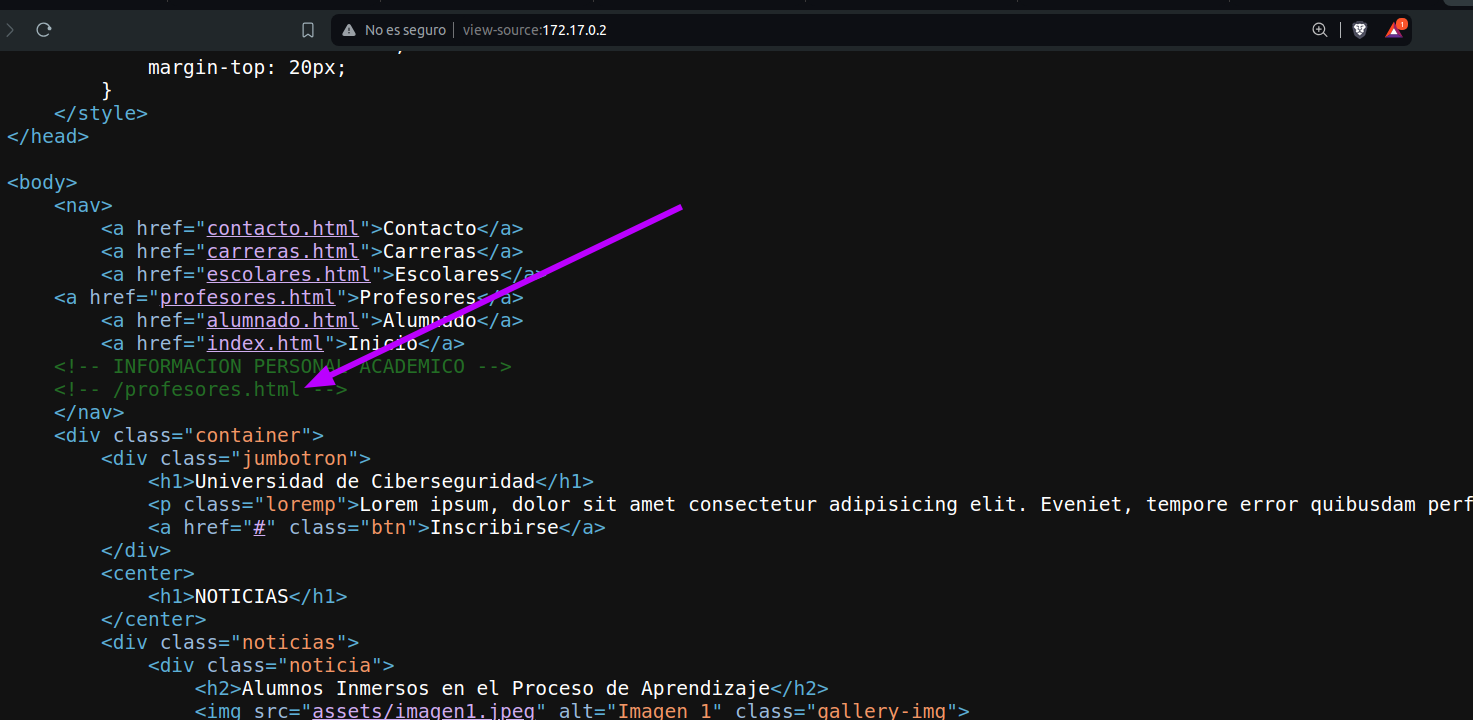 No es seguro | view-source:172.17.0.2
1
margin-top: 20px;
}
</style>
</head>
<body>
<nav>
<a href="contacto.html">Contacto</a>
<a href="carreras.html">Carreras</a>
<a href="escolares.html">Escolares</a>
<a href="profesores.html">Profesores</a>
<a href="alumnado.html">Alumnado</a>
<a href="index.html">Inicio</a>
<!-- INFORMACION PERSONAL ACADEMICO -->
<!-- /profesores.html -->
</nav>
<div class="container">
<div class="jumbotron">
<h1>Universidad de Ciberseguridad</h1>
<p class="loremp">Lorem ipsum, dolor sit amet consectetur adipisicing elit. Eveniet, tempore error quibusdam perf
<a href="#" class="btn">Inscribirse</a>
</div>
<center>
<h1>NOTICIAS</h1>
</center>
<div class="noticias">
<div class="noticia">
<h2>Alumnos Inmersos en el Proceso de Aprendizaje</h2>
<img src="assets/imagen1.jpeg" alt="Imagen 1" class="gallery-img">